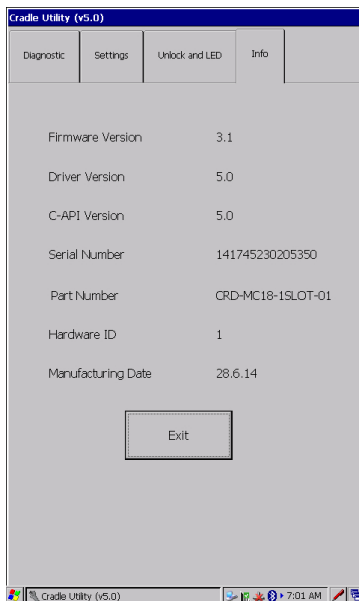 Cradle Utility (v5.0)
Diagnostic Settings Unlock and LED Info
Firmware Version 3.1
Driver Version 5.0
C-API Version 5.0
Serial Number 141745230205350
Part Number CRD-MC18-1SLOT-01
Hardware ID 1
Manufacturing Date 28.6.14
Exit
Cradle Utility (v5.0) 7:01 AM